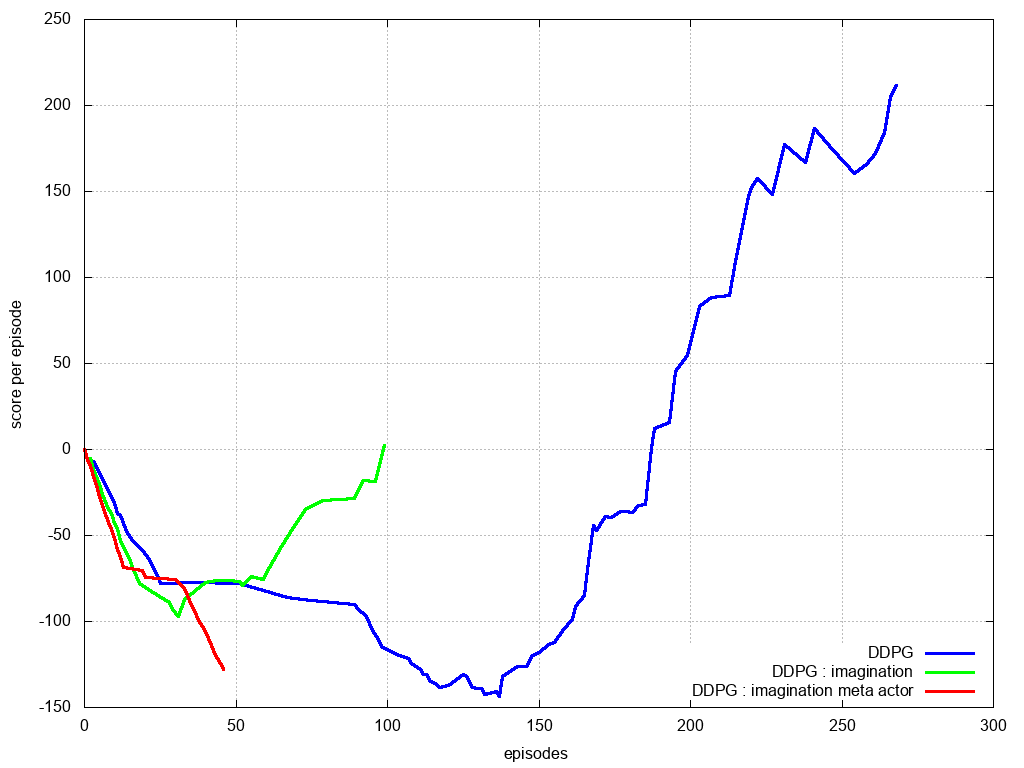 250
200
150
100
50
0
-50
-100
-150
score per episode
DDPG
DDPG : imagination
DDPG : imagination meta actor
0 50 100 150 200 250 300
episodes